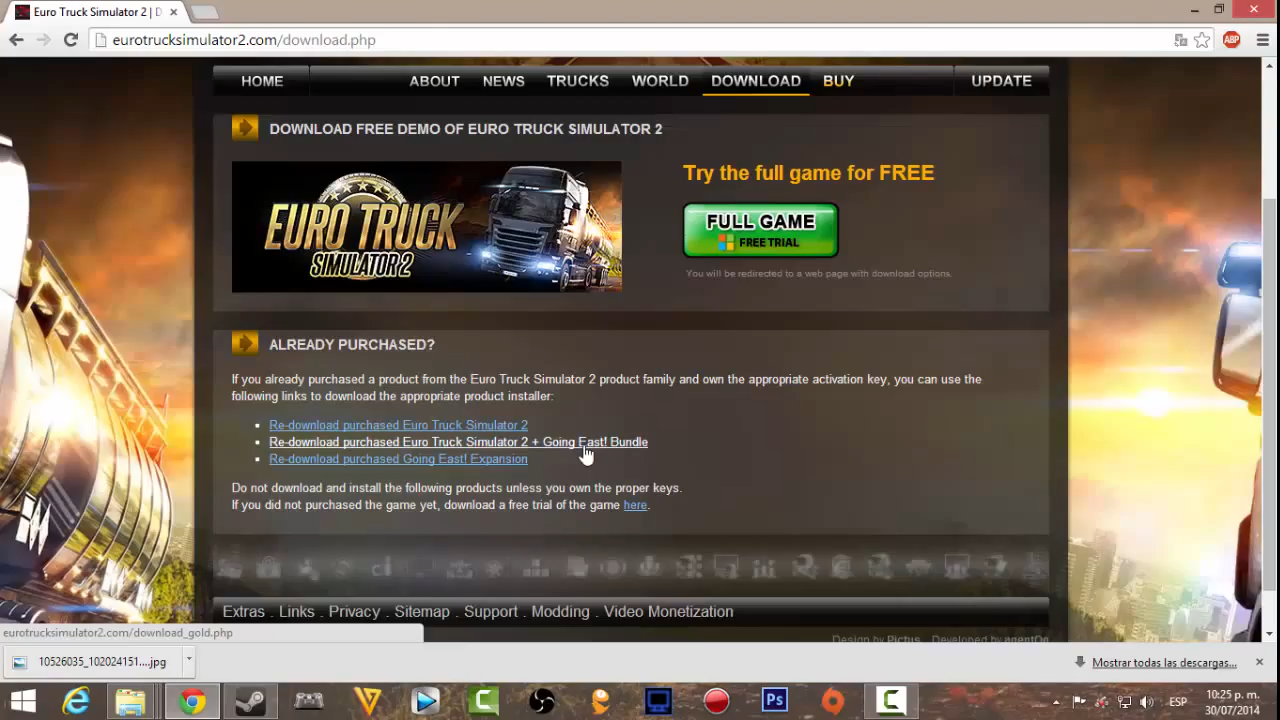 Euro Truck Simulator 2 | D
eurotrucksimulator2.com/download.php
ABP
HOME ABOUT NEWS TRUCKS WORLD DOWNLOAD BUY UPDATE
DOWNLOAD FREE DEMO OF EURO TRUCK SIMULATOR 2
EURO TRUCK
SIMULATOR 2
Try the full game for FREE
FULL GAME
FREE TRIAL
You will be redirected to a web page with download options.
ALREADY PURCHASED?
If you already purchased a product from the Euro Truck Simulator 2 product family and own the appropriate activation key, you can use the
following links to download the appropriate product installer:
Re-download purchased Euro Truck Simulator 2
Re-download purchased Euro Truck Simulator 2 + Going East! Bundle
Re-download purchased Going East! Expansion
Do not download and install the following products unless you own the proper keys.
If you did not purchased the game yet, download a free trial of the game here.
Extras . Links . Privacy . Sitemap . Support . Modding . Video Monetization
Design by Pictus Developed by agentOn
eurotrucksimulator2.com/download_gold.php
10526035_102024151....jpg
Mostrar todas las descargas...
Ps
ESP
10:25 p. m.
30/07/2014